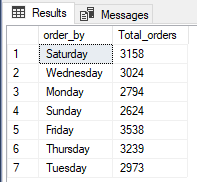 Results Messages
order_by Total_orders
1 Saturday 3158
2 Wednesday 3024
3 Monday 2794
4 Sunday 2624
5 Friday 3538
6 Thursday 3239
7 Tuesday 2973